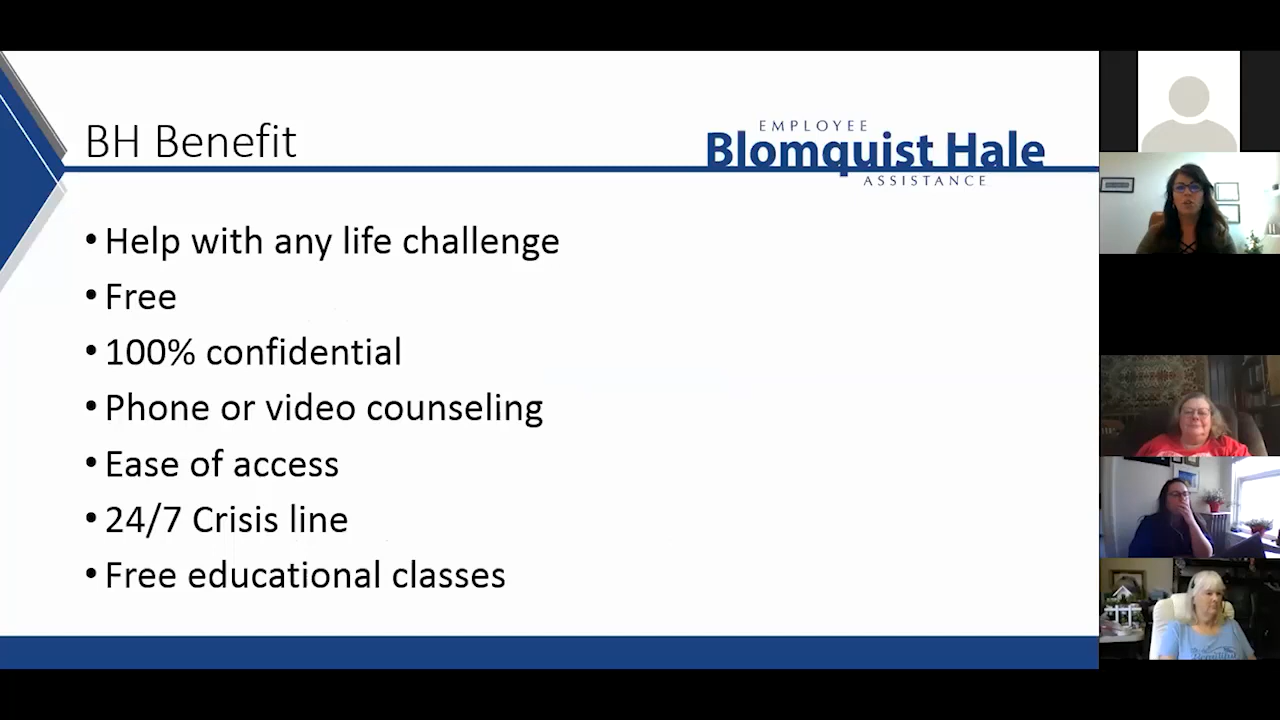 BH Benefit
EMPLOYEE
Blomquist Hale
ASSISTANCE
• Help with any life challenge
• Free
• 100% confidential
• Phone or video counseling
• Ease of access
• 24/7 Crisis line
• Free educational classes
Beautiful